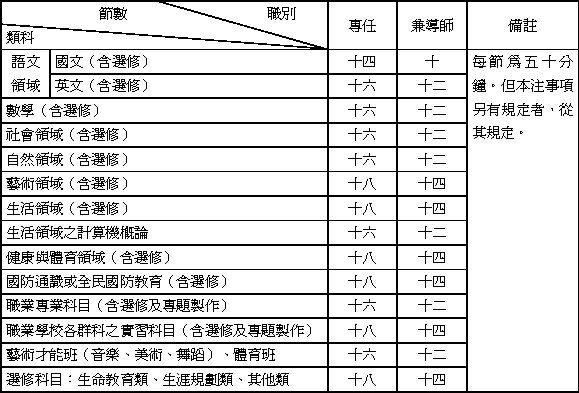 節數 職別
類科
專任 兼導師 備註
語文領域 國文（含選修） 十四 十
英文（含選修） 十六 十二
數學（含選修） 十六 十二
社會領域（含選修） 十六 十二
自然領域（含選修） 十六 十二
藝術領域（含選修） 十八 十四
生活領域（含選修） 十八 十四
生活領域之計算機概論 十六 十二
健康與體育領域（含選修） 十八 十四
國防通識或全民國防教育（含選修） 十八 十四
職業專業科目（含選修及專題製作） 十六 十二
職業學校各群科之實習科目（含選修及專題製作） 十八 十四
藝術才能班（音樂、美術、舞蹈）、體育班 十六 十二
選修科目：生命教育類、生涯規劃類、其他類 十八 十四
每節為五十分
鐘。但本注事項
另有規定者，從
其規定。